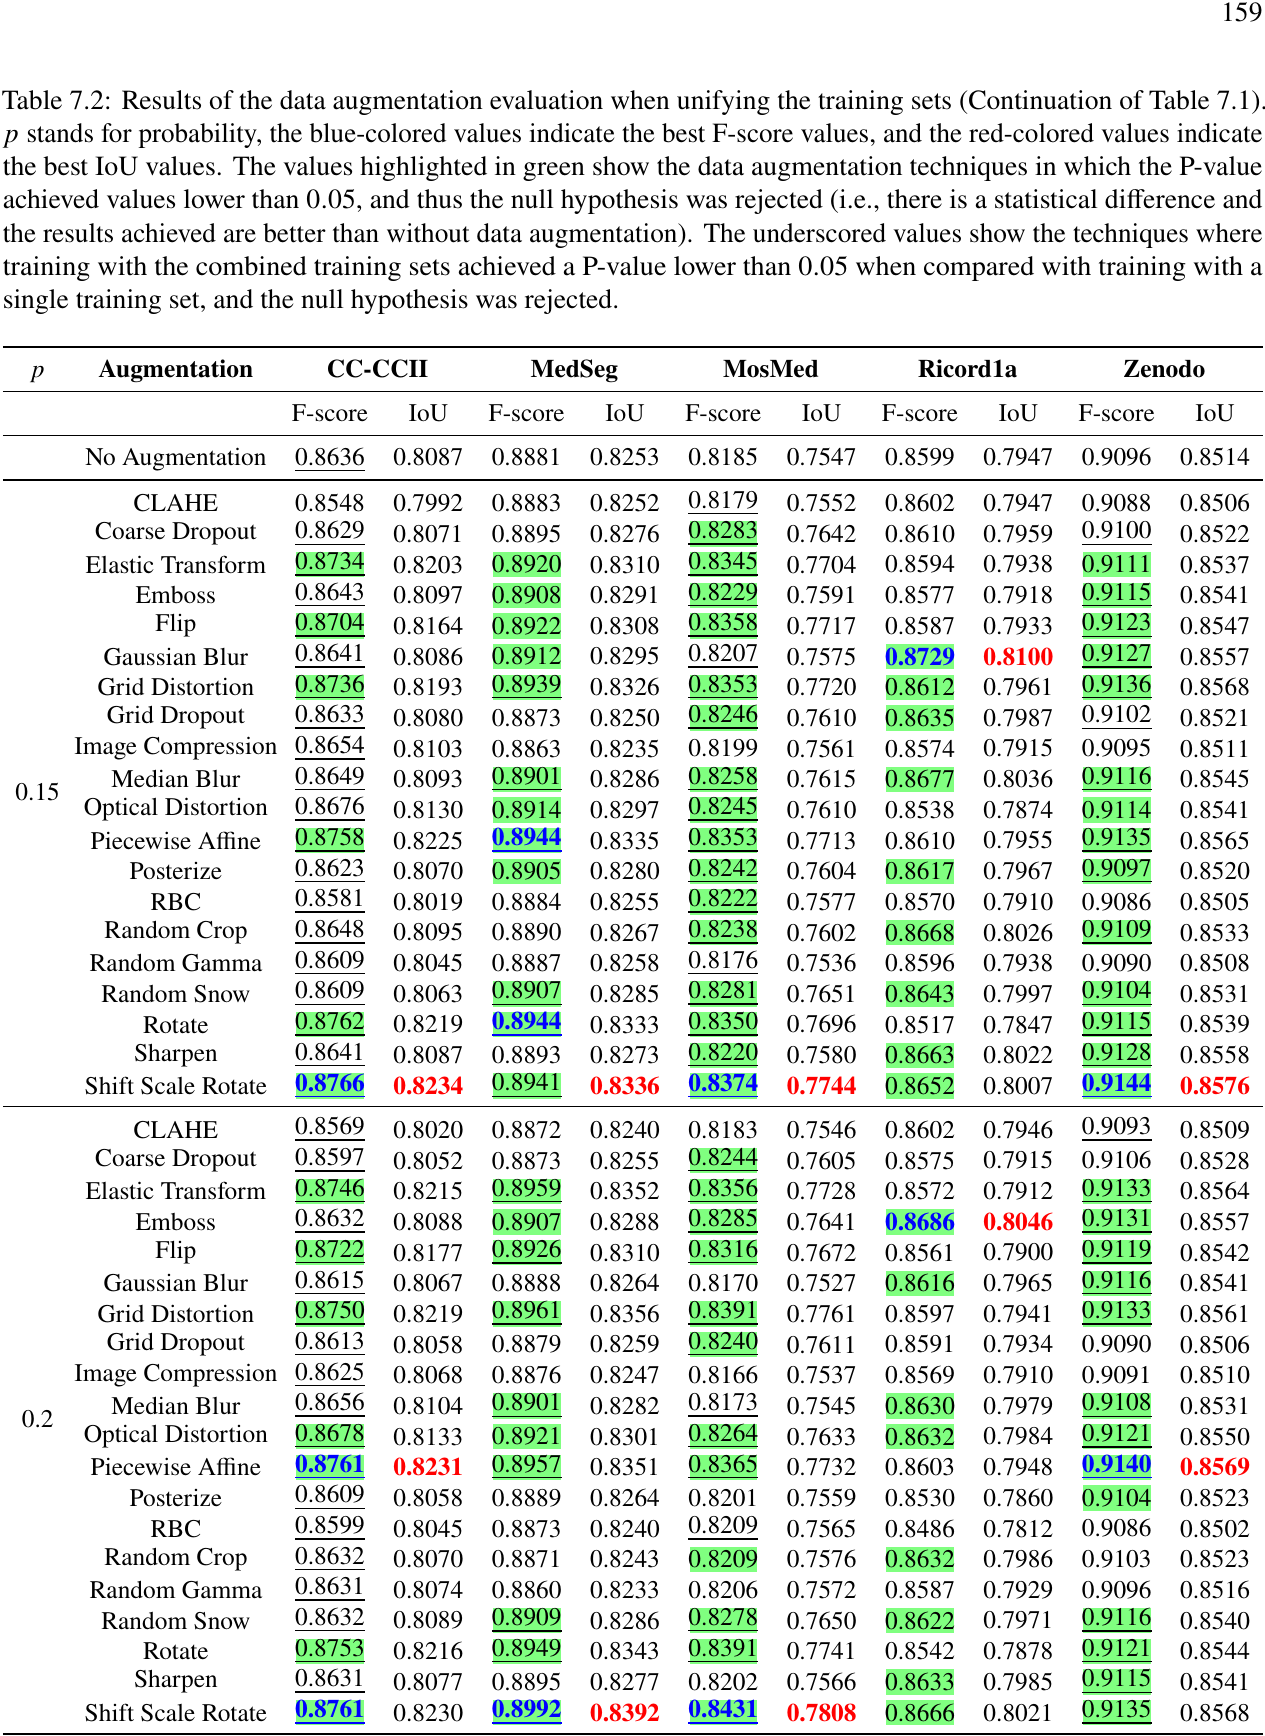 159
Table 7.2: Results of the data augmentation evaluation when unifying the training sets (Continuation of Table 7.1).
p stands for probability, the blue-colored values indicate the best F-score values, and the red-colored values indicate
the best IoU values. The values highlighted in green show the data augmentation techniques in which the P-value
achieved values lower than 0.05, and thus the null hypothesis was rejected (i.e., there is a statistical difference and
the results achieved are better than without data augmentation). The underscored values show the techniques where
training with the combined training sets achieved a P-value lower than 0.05 when compared with training with a
single training set, and the null hypothesis was rejected.
p Augmentation CC-CCII MedSeg MosMed Ricord1a Zenodo
F-score IoU F-score IoU F-score IoU F-score IoU F-score IoU
No Augmentation 0.8636 0.8087 0.8881 0.8253 0.8185 0.7547 0.8599 0.7947 0.9096 0.8514
CLAHE 0.8548 0.7992 0.8883 0.8252 0.8179 0.7552 0.8602 0.7947 0.9088 0.8506
Coarse Dropout 0.8629 0.8071 0.8895 0.8276 0.8283 0.7642 0.8610 0.7959 0.9100 0.8522
Elastic Transform 0.8734 0.8203 0.8920 0.8310 0.8345 0.7704 0.8594 0.7938 0.9111 0.8537
Emboss 0.8643 0.8097 0.8908 0.8291 0.8229 0.7591 0.8577 0.7918 0.9115 0.8541
Flip 0.8704 0.8164 0.8922 0.8308 0.8358 0.7717 0.8587 0.7933 0.9123 0.8547
Gaussian Blur 0.8641 0.8086 0.8912 0.8295 0.8207 0.7575 0.8729 0.8100 0.9127 0.8557
Grid Distortion 0.8736 0.8193 0.8939 0.8326 0.8353 0.7720 0.8612 0.7961 0.9136 0.8568
Grid Dropout 0.8633 0.8080 0.8873 0.8250 0.8246 0.7610 0.8635 0.7987 0.9102 0.8521
Image Compression 0.8654 0.8103 0.8863 0.8235 0.8199 0.7561 0.8574 0.7915 0.9095 0.8511
0.15 Median Blur 0.8649 0.8093 0.8901 0.8286 0.8258 0.7615 0.8677 0.8036 0.9116 0.8545
Optical Distortion 0.8676 0.8130 0.8914 0.8297 0.8245 0.7610 0.8538 0.7874 0.9114 0.8541
Piecewise Affine 0.8758 0.8225 0.8944 0.8335 0.8353 0.7713 0.8610 0.7955 0.9135 0.8565
Posterize 0.8623 0.8070 0.8905 0.8280 0.8242 0.7604 0.8617 0.7967 0.9097 0.8520
RBC 0.8581 0.8019 0.8884 0.8255 0.8222 0.7577 0.8570 0.7910 0.9086 0.8505
Random Crop 0.8648 0.8095 0.8890 0.8267 0.8238 0.7602 0.8668 0.8026 0.9109 0.8533
Random Gamma 0.8609 0.8045 0.8887 0.8258 0.8176 0.7536 0.8596 0.7938 0.9090 0.8508
Random Snow 0.8609 0.8063 0.8907 0.8285 0.8281 0.7651 0.8643 0.7997 0.9104 0.8531
Rotate 0.8762 0.8219 0.8944 0.8333 0.8350 0.7696 0.8517 0.7847 0.9115 0.8539
Sharpen 0.8641 0.8087 0.8893 0.8273 0.8220 0.7580 0.8663 0.8022 0.9128 0.8558
Shift Scale Rotate 0.8766 0.8234 0.8941 0.8336 0.8374 0.7744 0.8652 0.8007 0.9144 0.8576
CLAHE 0.8569 0.8020 0.8872 0.8240 0.8183 0.7546 0.8602 0.7946 0.9093 0.8509
Coarse Dropout 0.8597 0.8052 0.8873 0.8255 0.8244 0.7605 0.8575 0.7915 0.9106 0.8528
Elastic Transform 0.8746 0.8215 0.8959 0.8352 0.8356 0.7728 0.8572 0.7912 0.9133 0.8564
Emboss 0.8632 0.8088 0.8907 0.8288 0.8285 0.7641 0.8686 0.8046 0.9131 0.8557
Flip 0.8722 0.8177 0.8926 0.8310 0.8316 0.7672 0.8561 0.7900 0.9119 0.8542
Gaussian Blur 0.8615 0.8067 0.8888 0.8264 0.8170 0.7527 0.8616 0.7965 0.9116 0.8541
Grid Distortion 0.8750 0.8219 0.8961 0.8356 0.8391 0.7761 0.8597 0.7941 0.9133 0.8561
Grid Dropout 0.8613 0.8058 0.8879 0.8259 0.8240 0.7611 0.8591 0.7934 0.9090 0.8506
Image Compression 0.8625 0.8068 0.8876 0.8247 0.8166 0.7537 0.8569 0.7910 0.9091 0.8510
0.2 Median Blur 0.8656 0.8104 0.8901 0.8282 0.8173 0.7545 0.8630 0.7979 0.9108 0.8531
Optical Distortion 0.8678 0.8133 0.8921 0.8301 0.8264 0.7633 0.8632 0.7984 0.9121 0.8550
Piecewise Affine 0.8761 0.8231 0.8957 0.8351 0.8365 0.7732 0.8603 0.7948 0.9140 0.8569
Posterize 0.8609 0.8058 0.8889 0.8264 0.8201 0.7559 0.8530 0.7860 0.9104 0.8523
RBC 0.8599 0.8045 0.8873 0.8240 0.8209 0.7565 0.8486 0.7812 0.9086 0.8502
Random Crop 0.8632 0.8070 0.8871 0.8243 0.8209 0.7576 0.8632 0.7986 0.9103 0.8523
Random Gamma 0.8631 0.8074 0.8860 0.8233 0.8206 0.7572 0.8587 0.7929 0.9096 0.8516
Random Snow 0.8632 0.8089 0.8909 0.8286 0.8278 0.7650 0.8622 0.7971 0.9116 0.8540
Rotate 0.8753 0.8216 0.8949 0.8343 0.8391 0.7741 0.8542 0.7878 0.9121 0.8544
Sharpen 0.8631 0.8077 0.8895 0.8277 0.8202 0.7566 0.8633 0.7985 0.9115 0.8541
Shift Scale Rotate 0.8761 0.8230 0.8992 0.8392 0.8431 0.7808 0.8666 0.8021 0.9135 0.8568